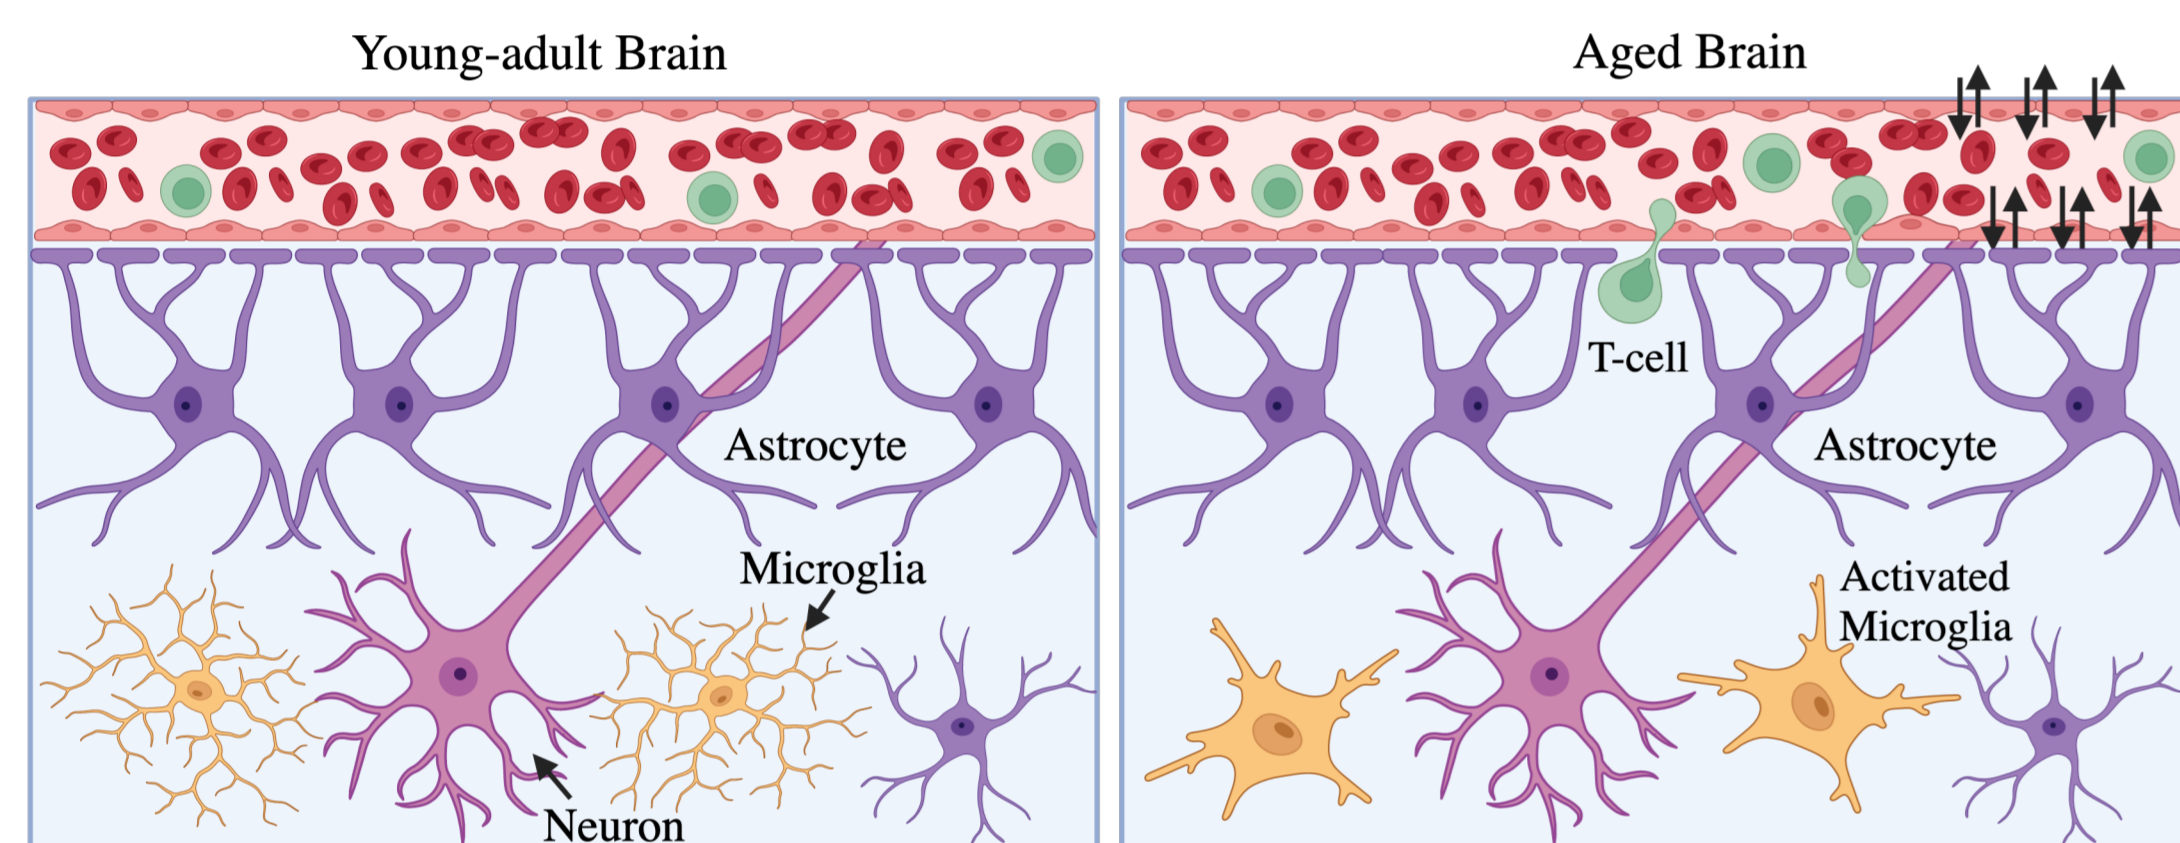 Young-adult Brain
Aged Brain
Astrocyte
Microglia
Neuron
T-cell
Astrocyte
Activated
Microglia